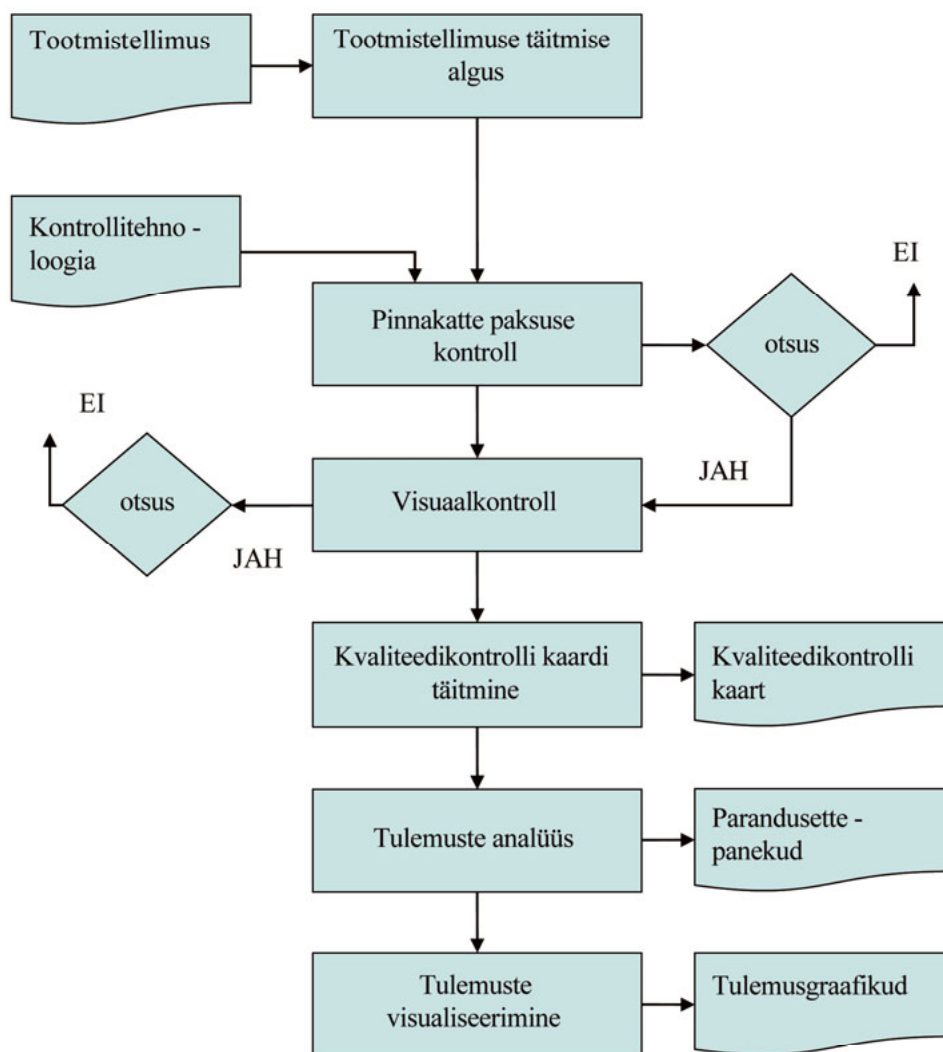 Tootmistellimus
Tootmistellimuse täitmise
algus
Kontrollitehno -
loogia
EI
Pinnakatte paksuse
kontroll
otsus
EI
JAH
otsus
Visuaalkontroll
JAH
Kvaliteedikontrolli kaardi
täitmine
Kvaliteedikontrolli
kaart
Tulemuste analüüs
Parandusette -
panekud
Tulemuste
visualiseerimine
Tulemusgraafikud